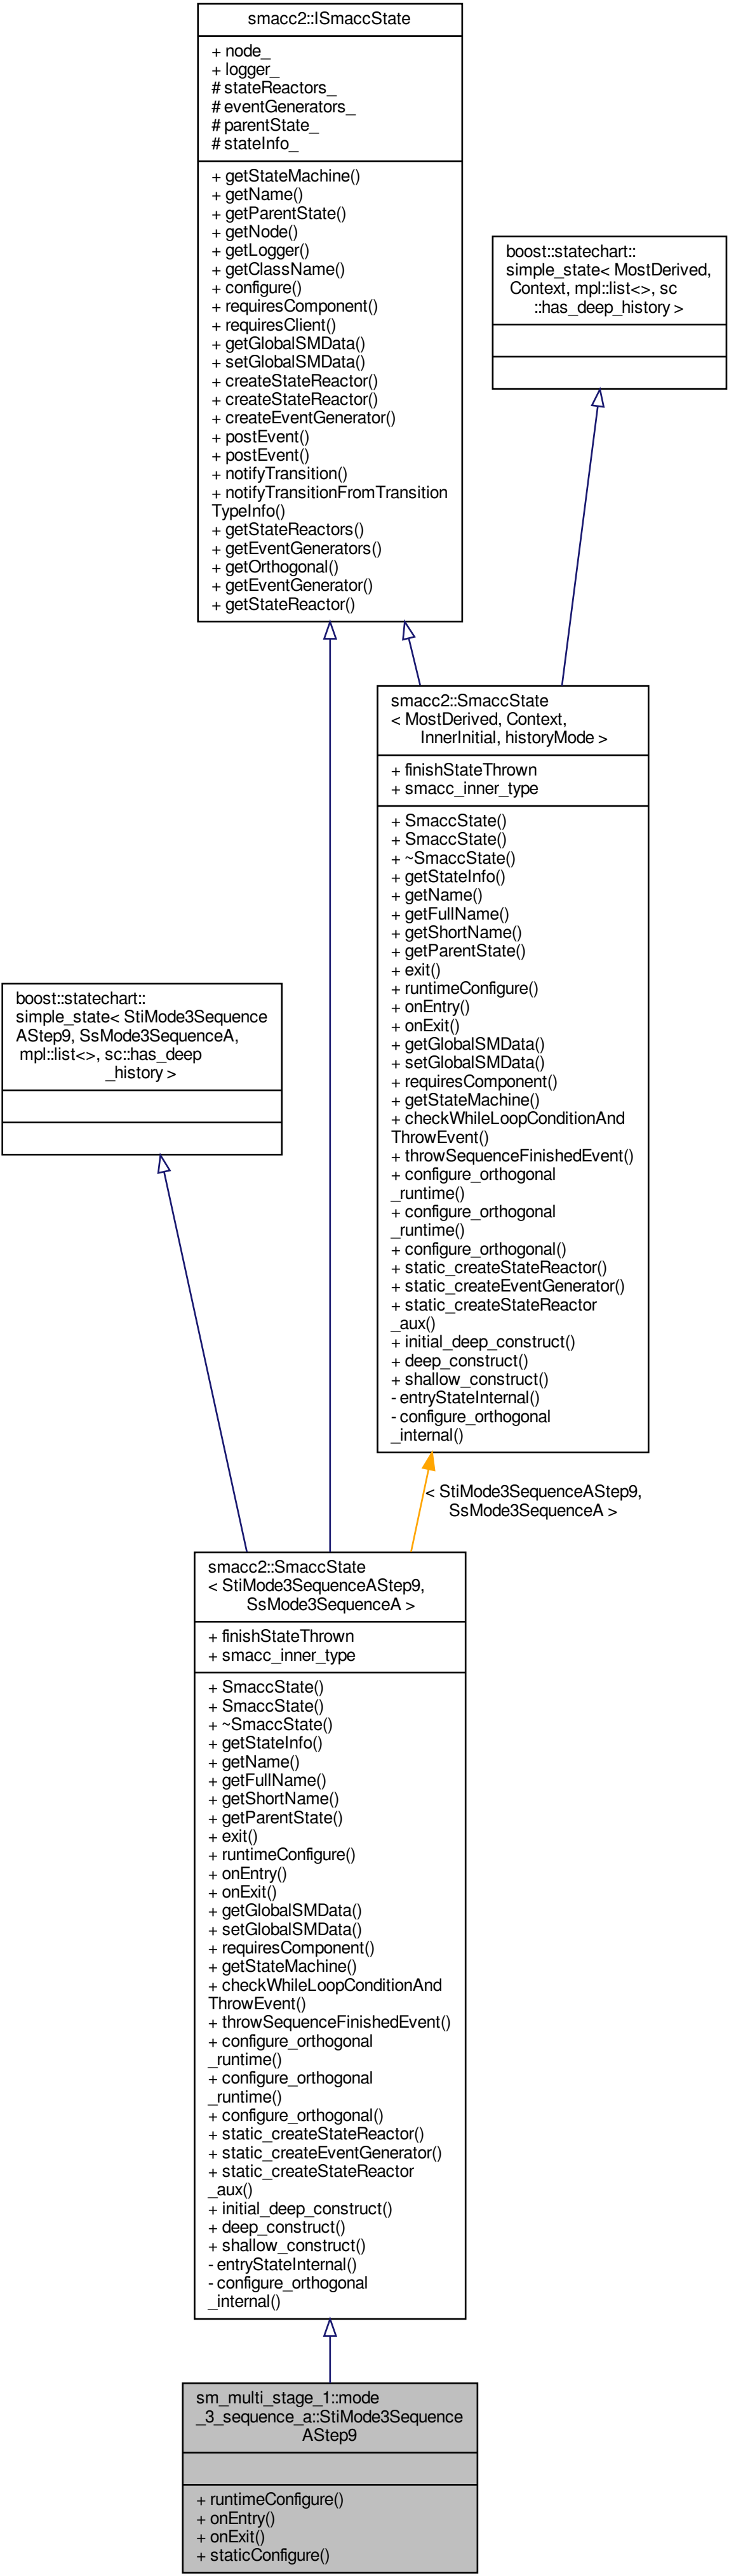 smacc2::ISmaccState
+ node_
+ logger_
# stateReactors_
# eventGenerators_
# parentState_
# stateInfo_
+ getStateMachine()
+ getName()
+ getParentState()
+ getNode()
+ getLogger()
+ getClassName()
+ configure()
+ requiresComponent()
+ requiresClient()
+ getGlobalSMData()
+ setGlobalSMData()
+ createStateReactor()
+ createStateReactor()
+ createEventGenerator()
+ postEvent()
+ postEvent()
+ notifyTransition()
+ notifyTransitionFromTransition
TypeInfo()
+ getStateReactors()
+ getEventGenerators()
+ getOrthogonal()
+ getEventGenerator()
+ getStateReactor()
boost::statechart::
simple_state< MostDerived,
Context, mpl::list<>, sc
::has_deep_history >
smacc2::SmaccState
< MostDerived, Context,
InnerInitial, historyMode >
+ finishStateThrown
+ smacc_inner_type
+ SmaccState()
+ SmaccState()
+ ~SmaccState()
+ getStateInfo()
+ getName()
+ getFullName()
+ getShortName()
+ getParentState()
+ exit()
+ runtimeConfigure()
+ onEntry()
+ onExit()
+ getGlobalSMData()
+ setGlobalSMData()
+ requiresComponent()
+ getStateMachine()
+ checkWhileLoopConditionAnd
ThrowEvent()
+ throwSequenceFinishedEvent()
+ configure_orthogonal
_runtime()
+ configure_orthogonal
_runtime()
+ configure_orthogonal()
+ static_createStateReactor()
+ static_createEventGenerator()
+ static_createStateReactor
_aux()
+ initial_deep_construct()
+ deep_construct()
+ shallow_construct()
- entryStateInternal()
- configure_orthogonal
_internal()
boost::statechart::
simple_state< StiMode3Sequence
AStep9, SsMode3SequenceA,
mpl::list<>, sc::has_deep
_history >
< StiMode3SequenceAStep9,
SsMode3SequenceA >
smacc2::SmaccState
< StiMode3SequenceAStep9,
SsMode3SequenceA >
+ finishStateThrown
+ smacc_inner_type
+ SmaccState()
+ SmaccState()
+ ~SmaccState()
+ getStateInfo()
+ getName()
+ getFullName()
+ getShortName()
+ getParentState()
+ exit()
+ runtimeConfigure()
+ onEntry()
+ onExit()
+ getGlobalSMData()
+ setGlobalSMData()
+ requiresComponent()
+ getStateMachine()
+ checkWhileLoopConditionAnd
ThrowEvent()
+ throwSequenceFinishedEvent()
+ configure_orthogonal
_runtime()
+ configure_orthogonal
_runtime()
+ configure_orthogonal()
+ static_createStateReactor()
+ static_createEventGenerator()
+ static_createStateReactor
_aux()
+ initial_deep_construct()
+ deep_construct()
+ shallow_construct()
- entryStateInternal()
- configure_orthogonal
_internal()
sm_multi_stage_1::mode
_3_sequence_a::StiMode3Sequence
AStep9
+ runtimeConfigure()
+ onEntry()
+ onExit()
+ staticConfigure()